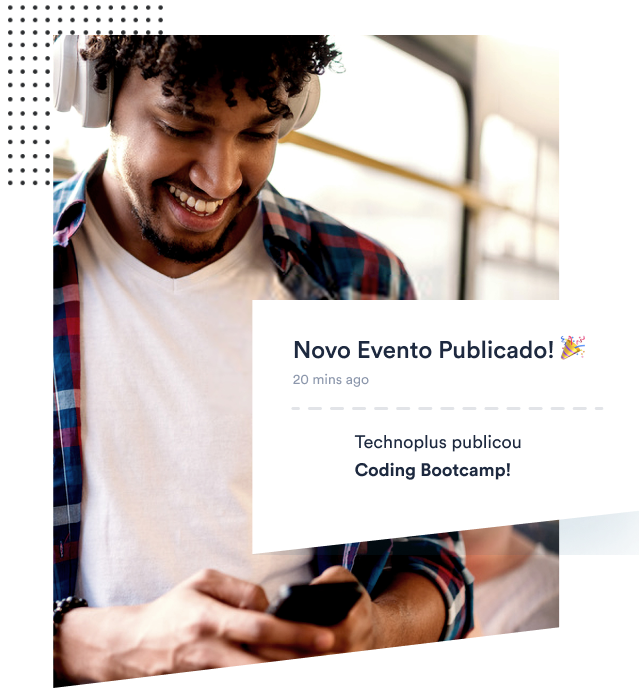 Novo Evento Publicado! 🎉
20 mins ago
Technoplus publicou
Coding Bootcamp!